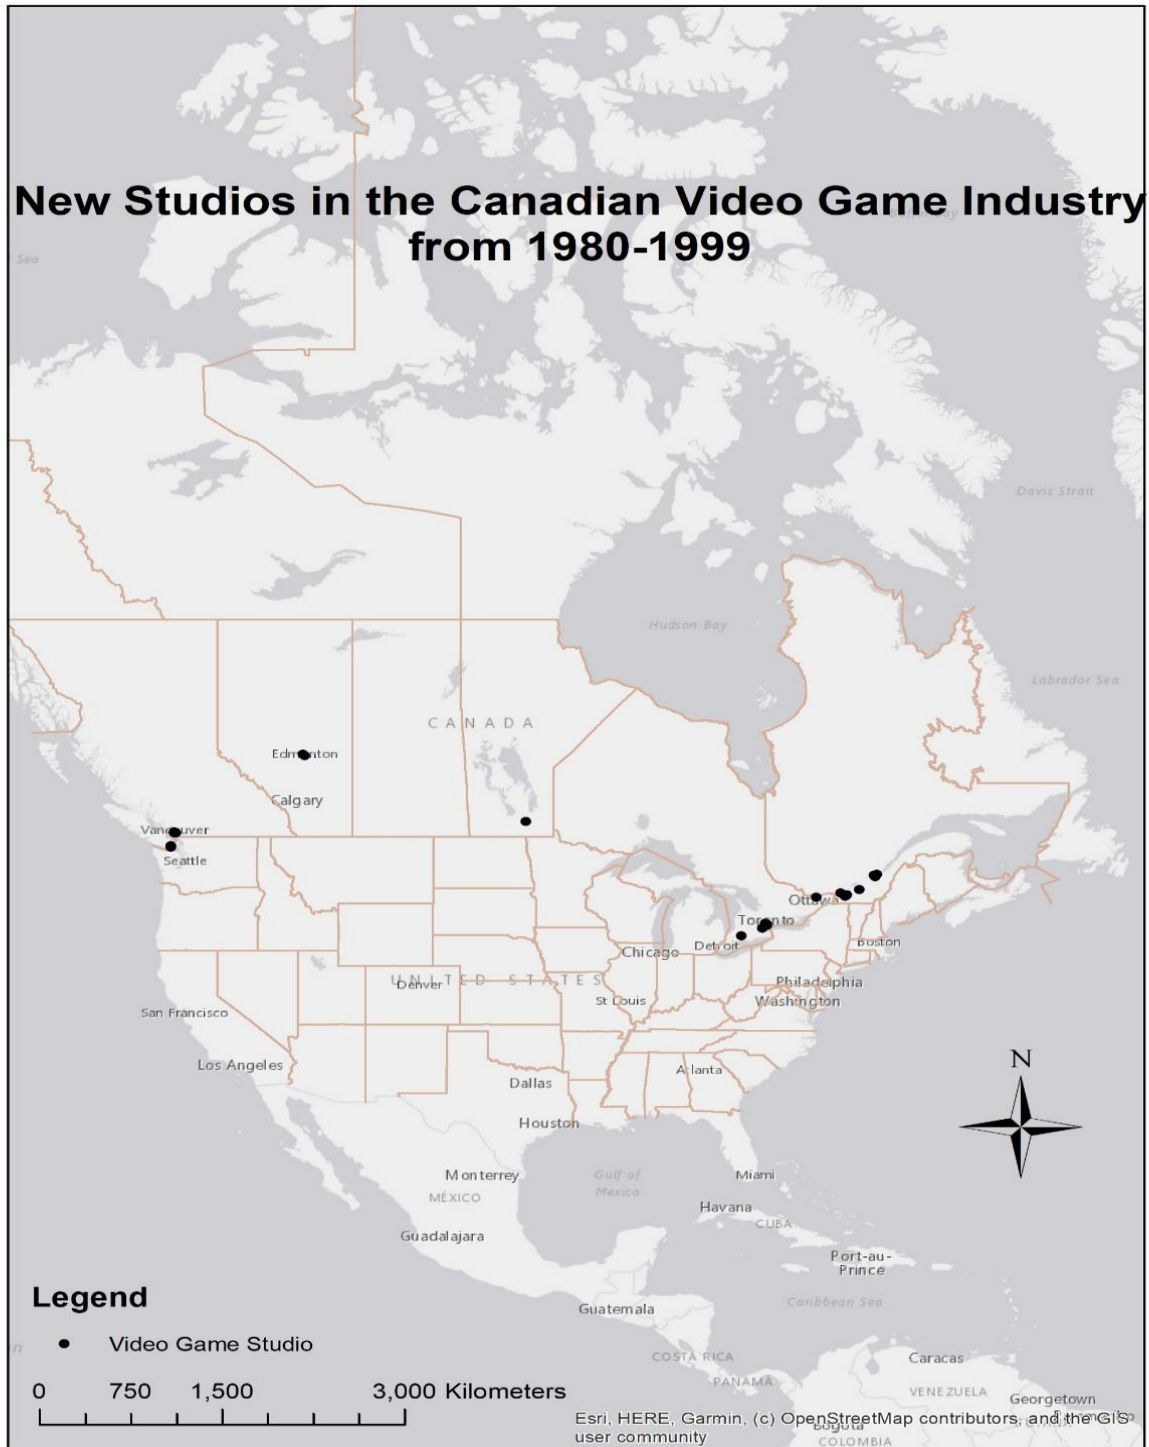 New Studios in the Canadian Video Game Industry
from 1980-1999
Sea
Davis Strait
Hudson Bay
Labrador Sea
CANADA
Edmonton
Calgary
Vancouver
Seattle
Ottawa
Toronto
Detroit
Boston
Chicago
UNITED STATES
Denver
Philadelphia
St Louis
Washington
San Francisco
Los Angeles
Atlanta
Dallas
Houston
N
Monterrey
Gulf of
Mexico
Miami
MÉXICO
Havana
CUBA
Guadalajara
Port-au-
Prince
Legend
Caribbean Sea
Guatemala
Video Game Studio
COSTA RICA
Caracas
PANAMA
VENEZUELA
0 750 1,500 3,000 Kilometers
Georgetown
Esri, HERE, Garmin, (c) OpenStreetMap contributors, and the GIS
user community
Bogotá
COLOMBIA